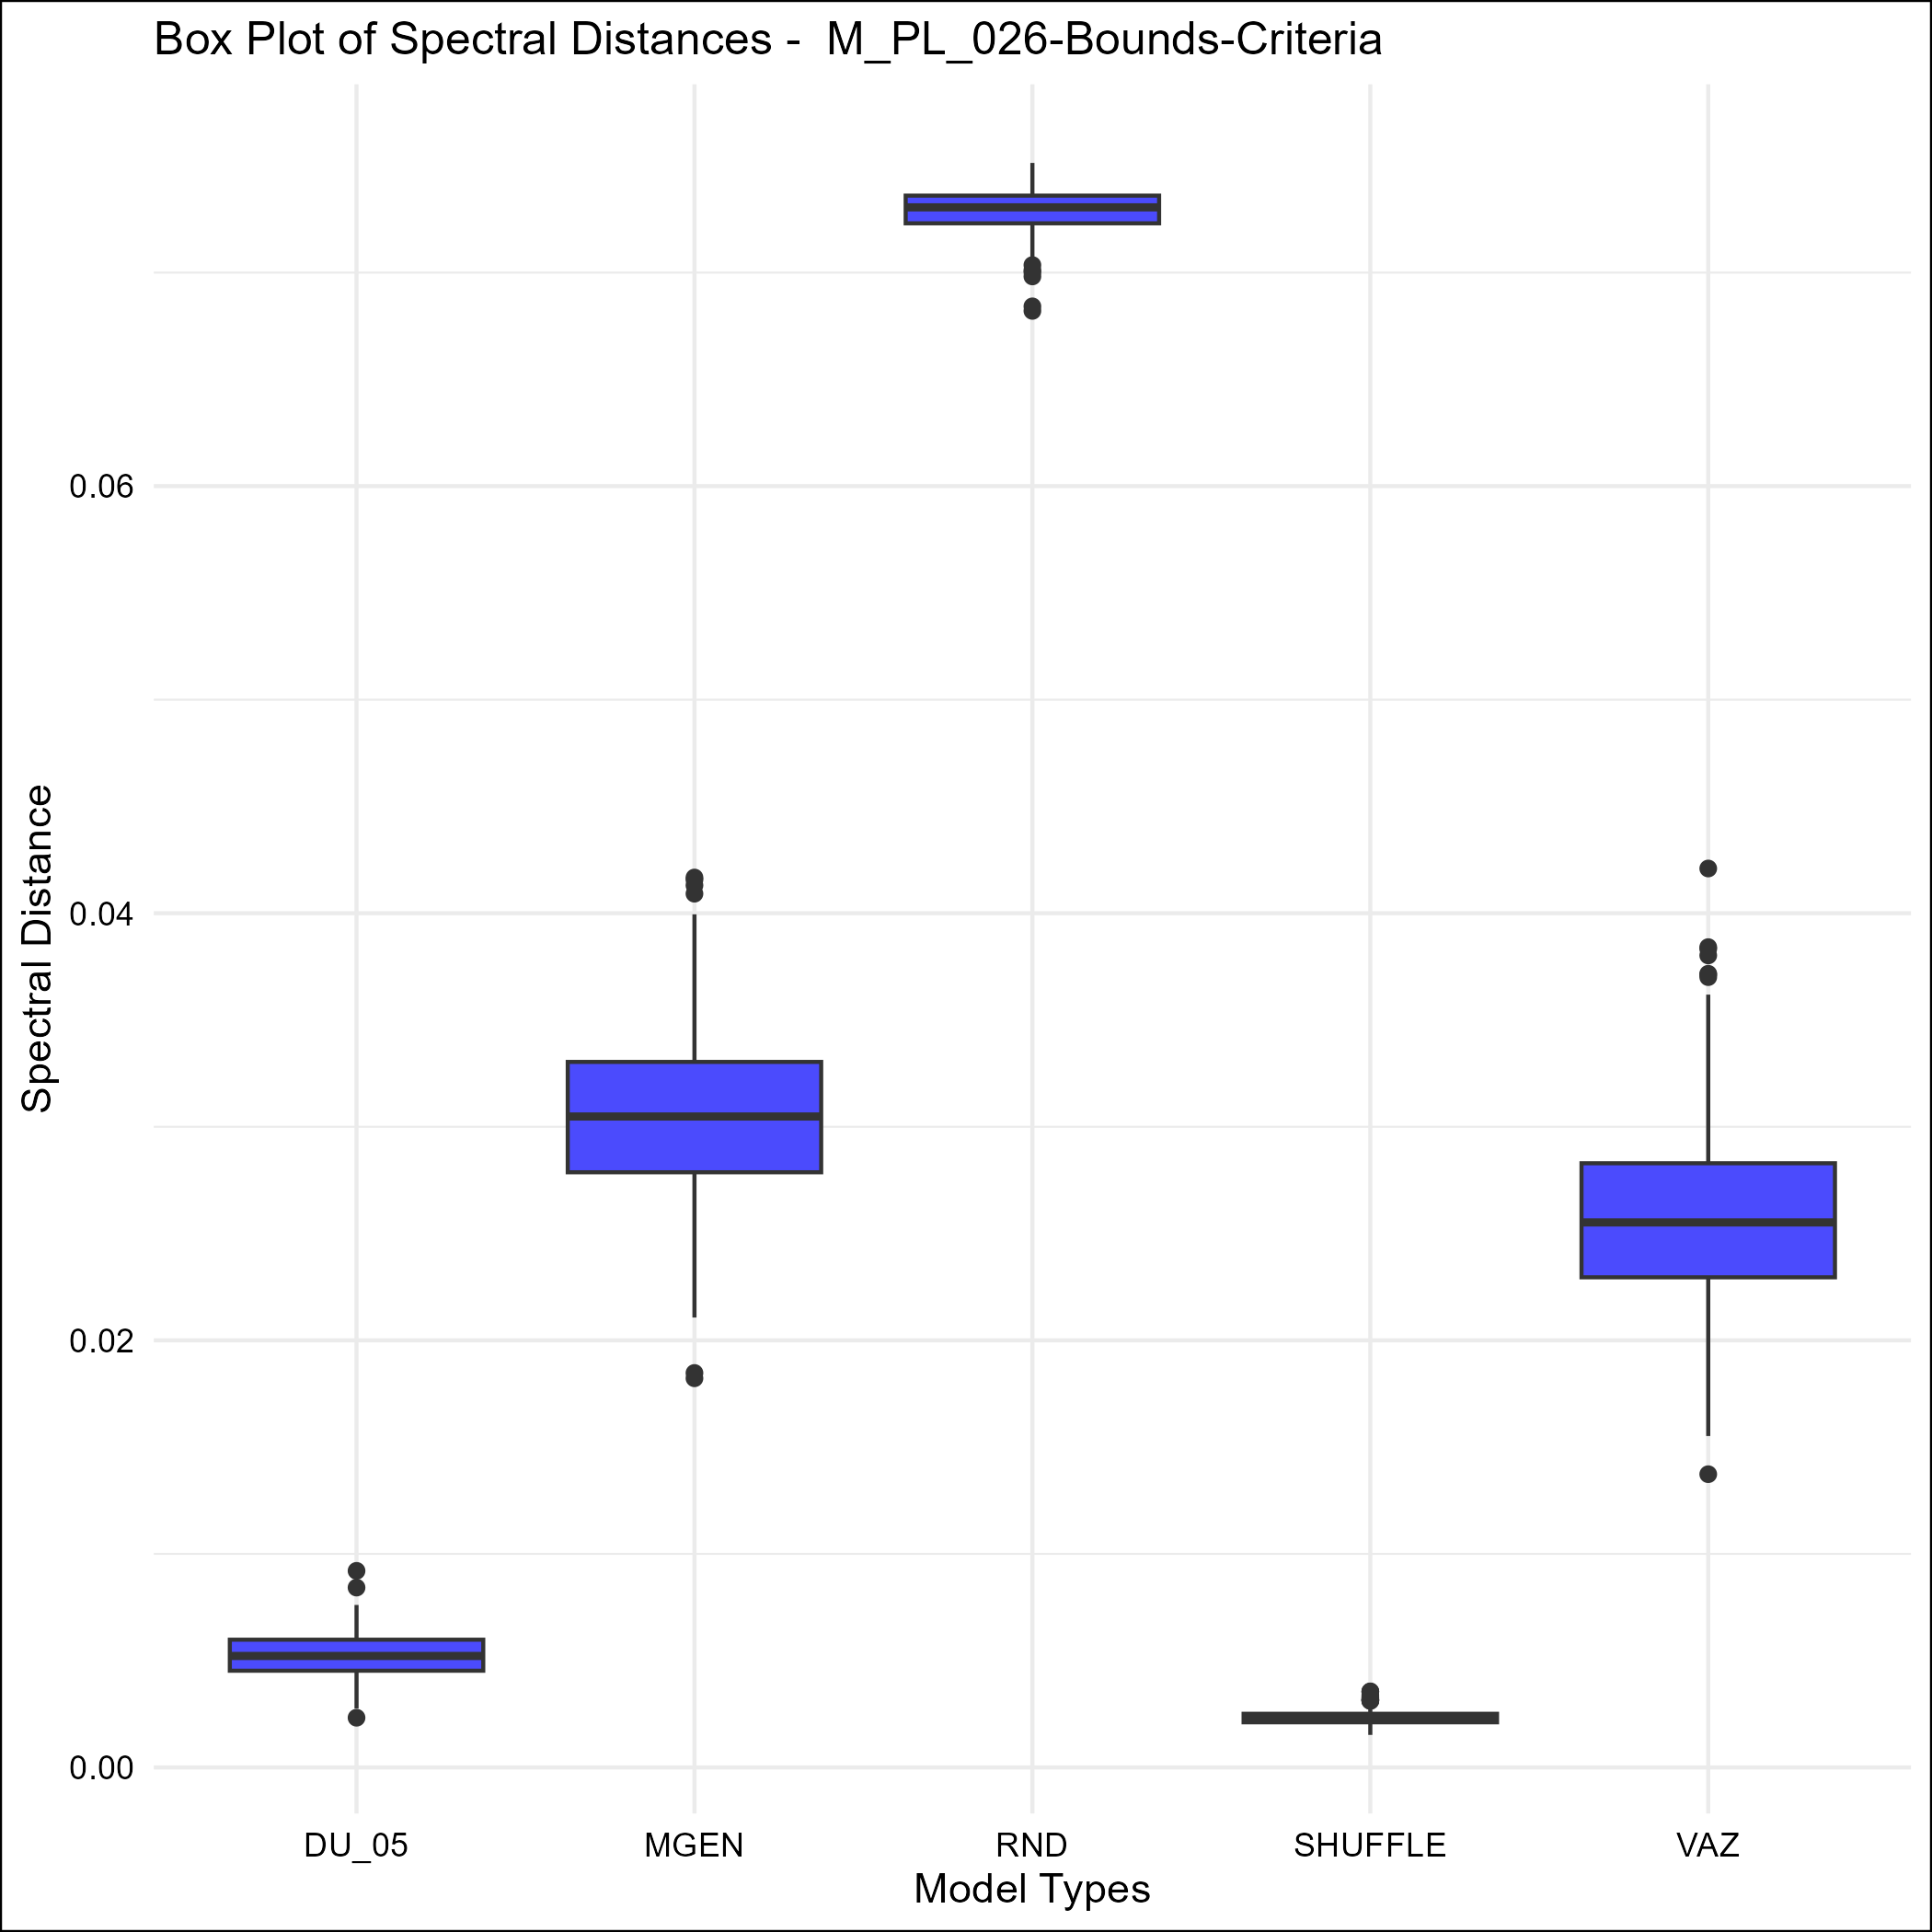 Box Plot of Spectral Distances -  M_PL_026-Bounds-Criteria
Spectral Distance
0.06
0.04
0.02
0.00
DU_05 MGEN RND SHUFFLE VAZ
Model Types